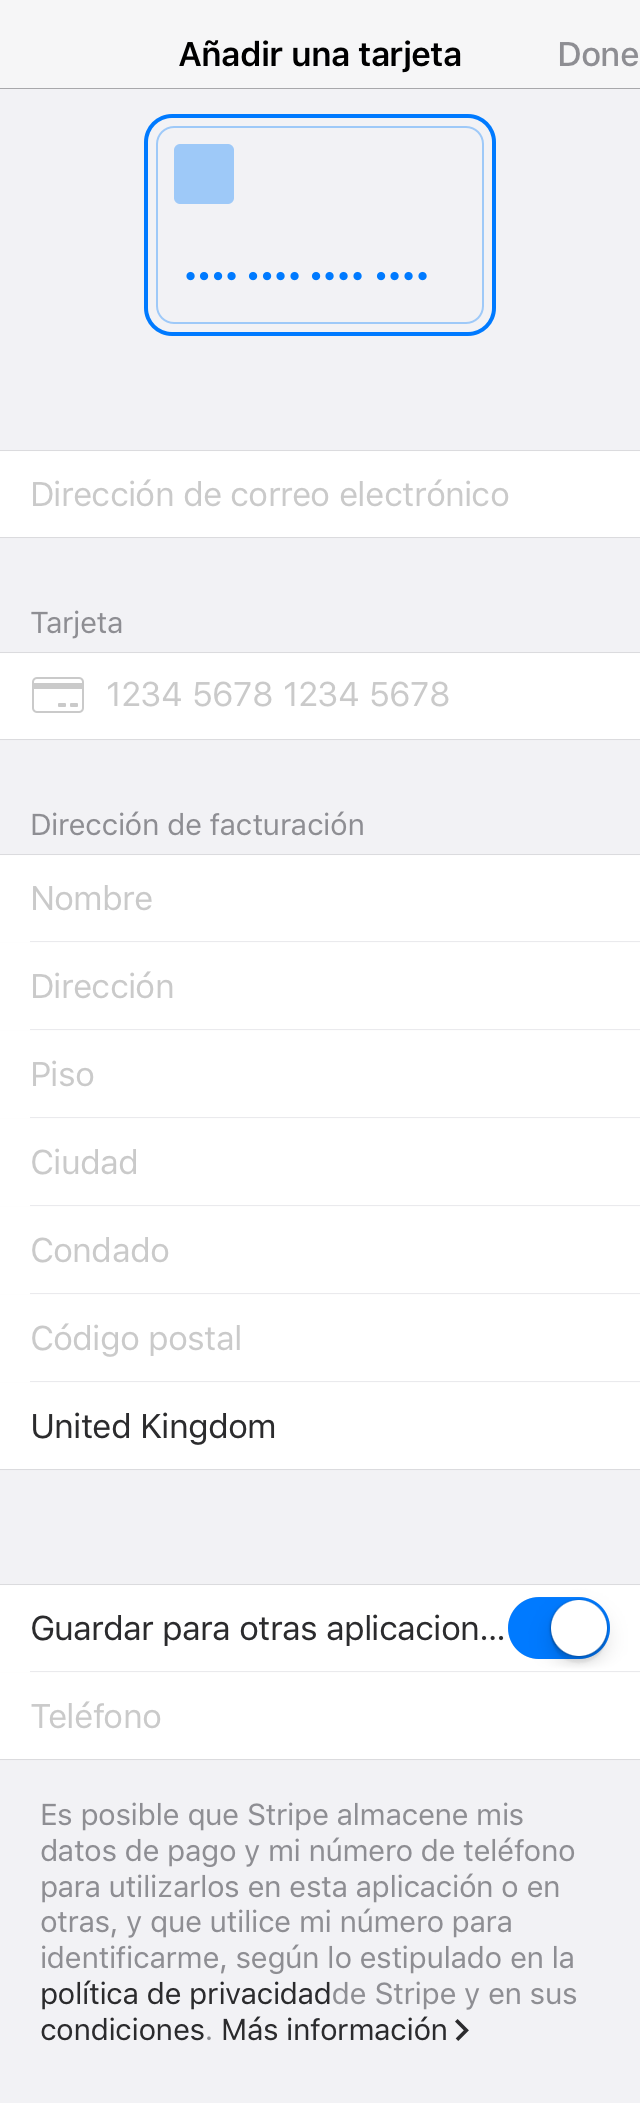 Añadir una tarjeta
Done
•••• •••• •••• ••••
Dirección de correo electrónico
Tarjeta
1234 5678 1234 5678
Dirección de facturación
Nombre
Dirección
Piso
Ciudad
Condado
Código postal
United Kingdom
Guardar para otras aplicacion...
Teléfono
Es posible que Stripe almacene mis
datos de pago y mi número de teléfono
para utilizarlos en esta aplicación o en
otras, y que utilice mi número para
identificarme, según lo estipulado en la
política de privacidadde Stripe y en sus
condiciones. Más información